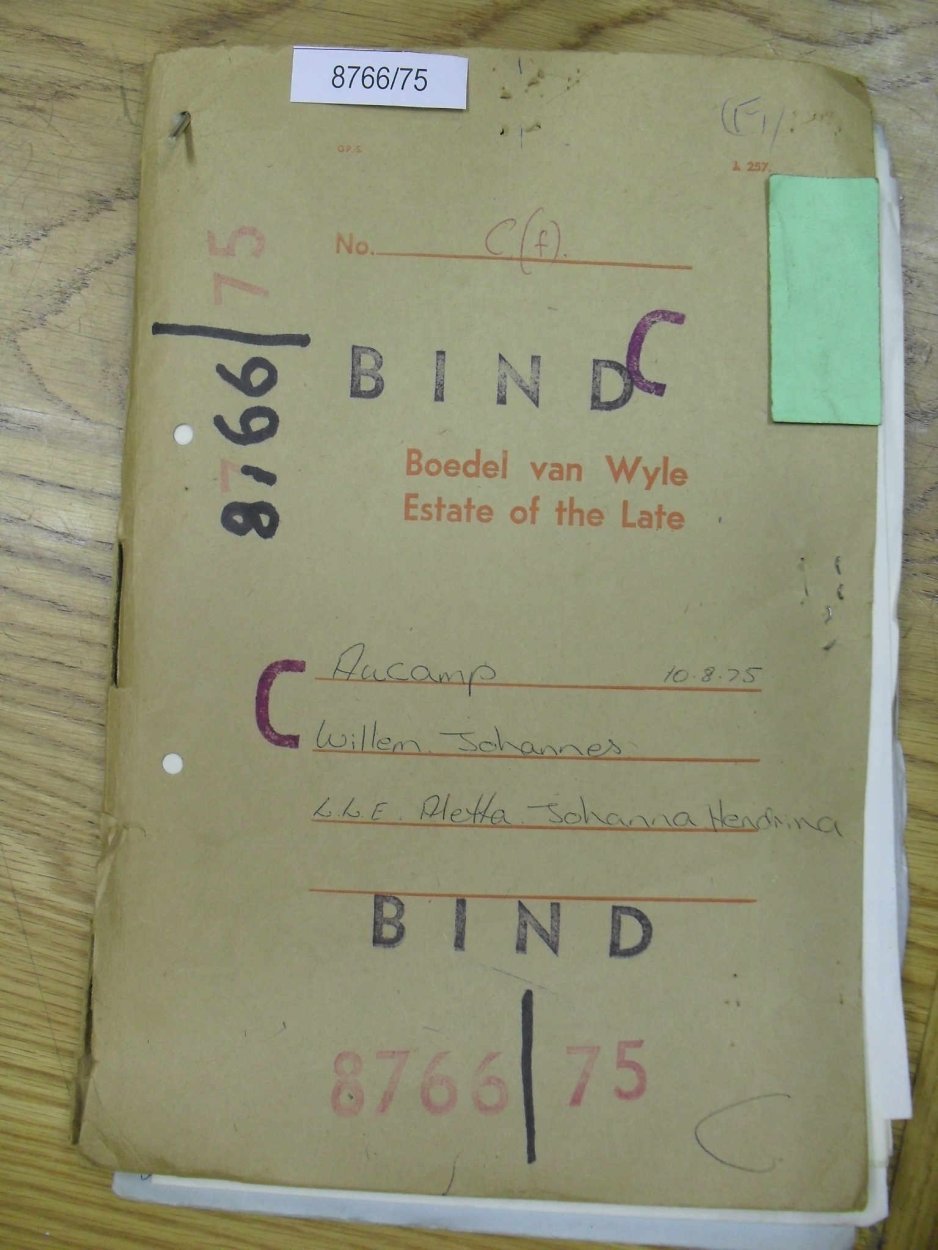 8766/75
G.P.-S.
J. 257.
No. C.(f).
8766/75
BIND C
Boedel van Wyle
Estate of the Late
C
Aucamp 10.8.75
Willem Johannes
L.L.E. Aletta Johanna Hendrina
BIND
8766/75
C